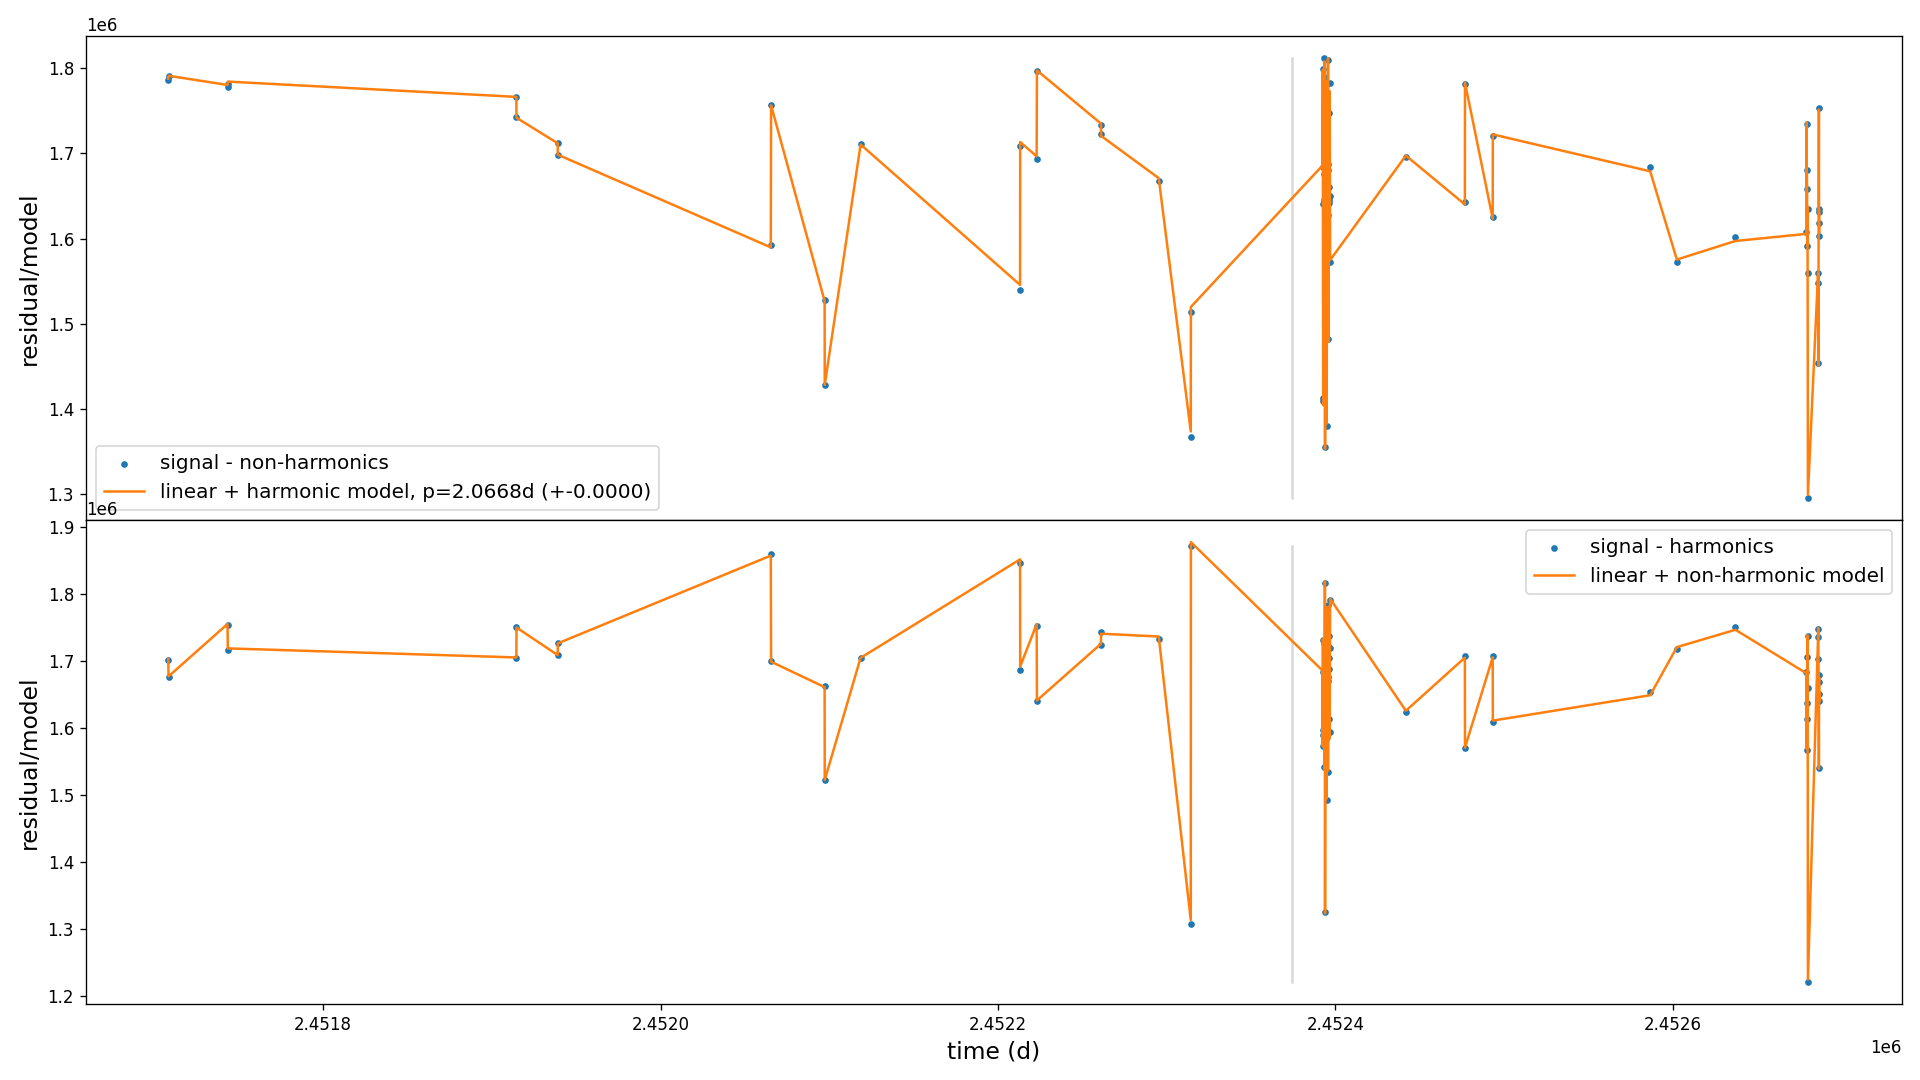 1e6
1.8
1.7
1.6
1.5
1.4
1.3
residual/model
signal - non-harmonics
linear + harmonic model, p=2.0668d (+-0.0000)
1e6
1.9
1.8
1.7
1.6
1.5
1.4
1.3
1.2
residual/model
signal - harmonics
linear + non-harmonic model
2.4518 2.4520 2.4522 2.4524 2.4526
time (d)
1e6